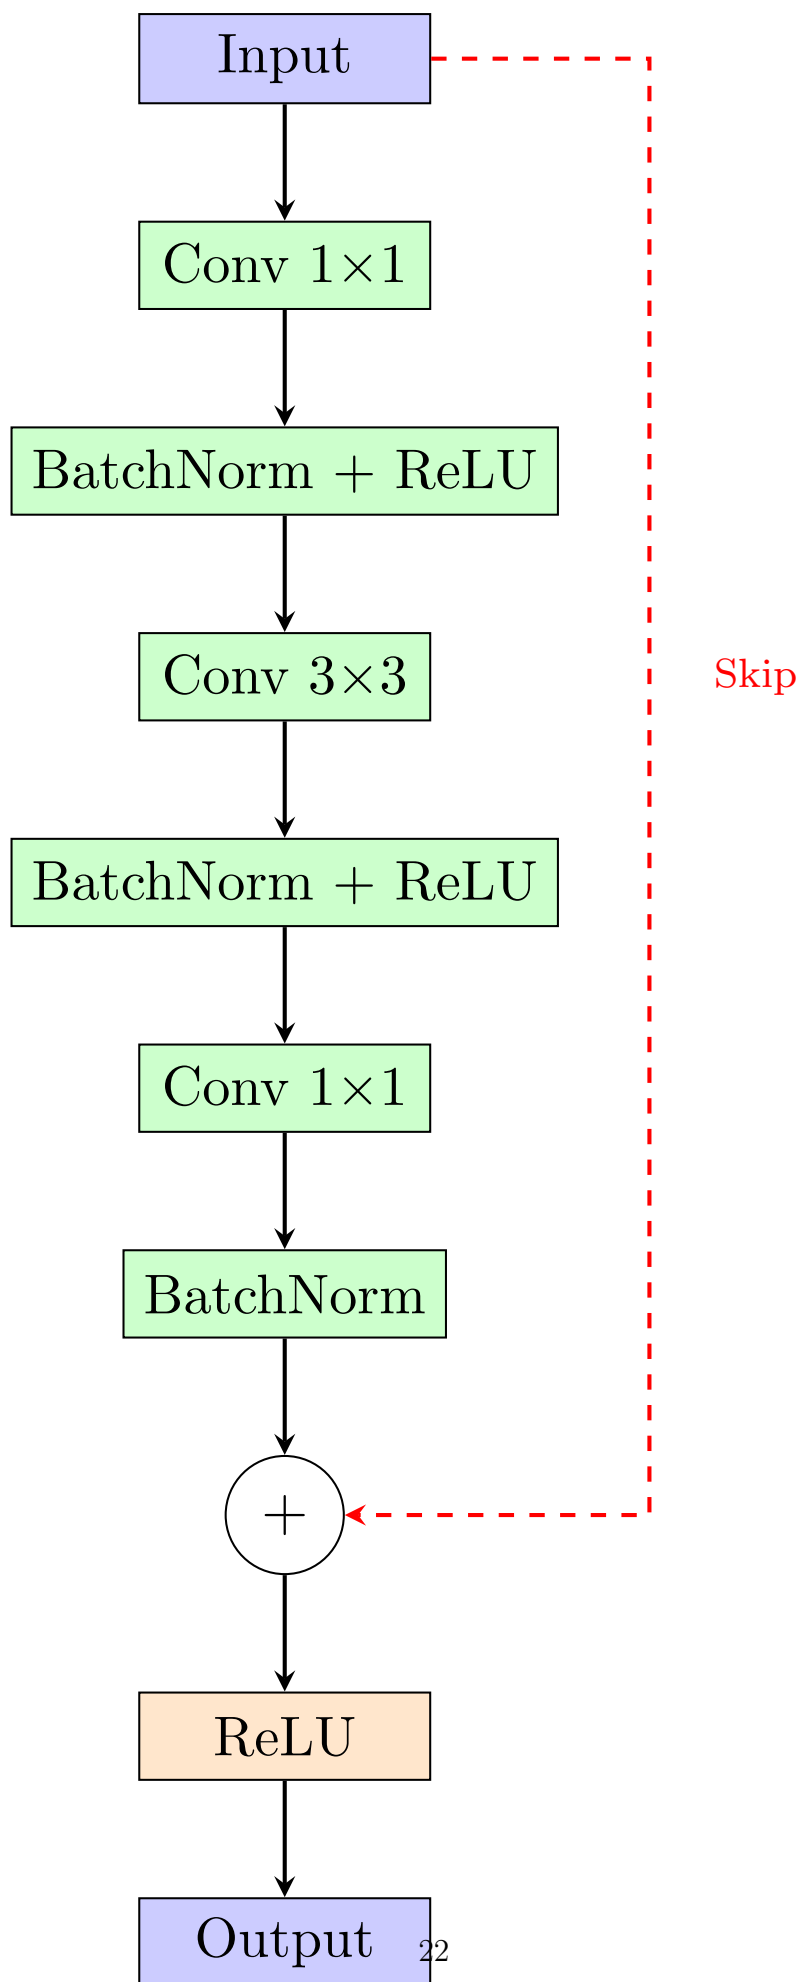 Input
Conv 1×1
BatchNorm + ReLU
Conv 3×3
Skip
BatchNorm + ReLU
Conv 1×1
BatchNorm
+
ReLU
Output
22